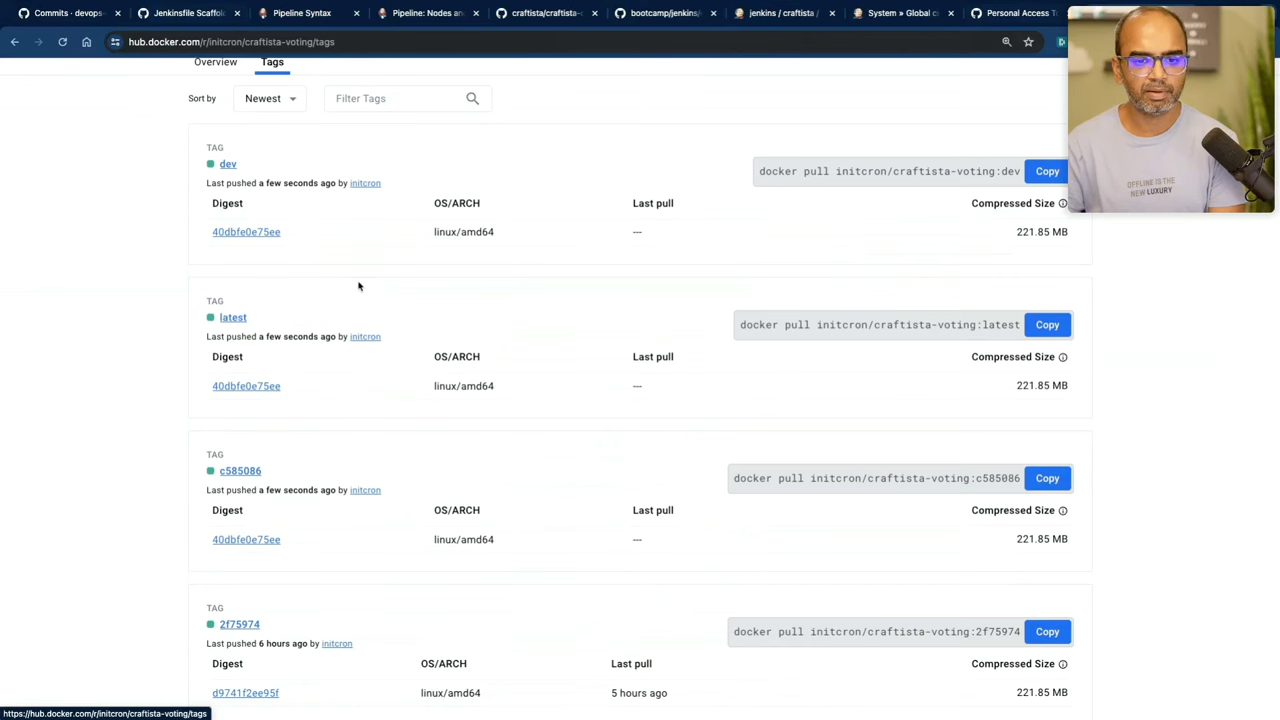 Commits · devops-
Jenkinsfile Scaffol
Pipeline Syntax
Pipeline: Nodes an
craftista/craftista-
bootcamp/jenkins/
jenkins / craftista /
System » Global c
Personal Access T
hub.docker.com/r/initcron/craftista-voting/tags
Overview
Tags
Sort by
Newest
Filter Tags
TAG
dev
docker pull initcron/craftista-voting:dev
Copy
Last pushed a few seconds ago by initcron
Digest
OS/ARCH
Last pull
Compressed Size
40dbfe0e75ee
linux/amd64
---
221.85 MB
TAG
latest
docker pull initcron/craftista-voting:latest
Copy
Last pushed a few seconds ago by initcron
Digest
OS/ARCH
Last pull
Compressed Size
40dbfe0e75ee
linux/amd64
---
221.85 MB
TAG
c585086
docker pull initcron/craftista-voting:c585086
Copy
Last pushed a few seconds ago by initcron
Digest
OS/ARCH
Last pull
Compressed Size
40dbfe0e75ee
linux/amd64
---
221.85 MB
TAG
2f75974
docker pull initcron/craftista-voting:2f75974
Copy
Last pushed 6 hours ago by initcron
Digest
OS/ARCH
Last pull
Compressed Size
d9741f2ee95f
linux/amd64
5 hours ago
221.85 MB
https://hub.docker.com/r/initcron/craftista-voting/tags
OFFLINE IS THE
NEW LUXURY